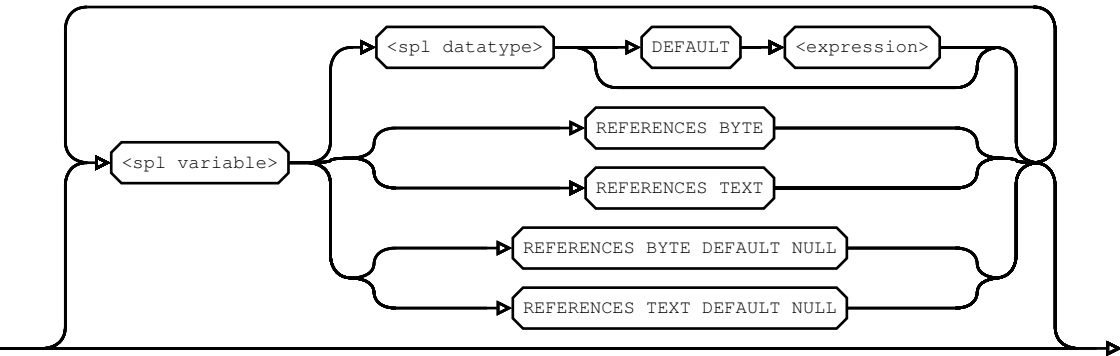 <spl datatype>
DEFAULT
<expression>
REFERENCES BYTE
<spl variable>
REFERENCES TEXT
REFERENCES BYTE DEFAULT NULL
REFERENCES TEXT DEFAULT NULL